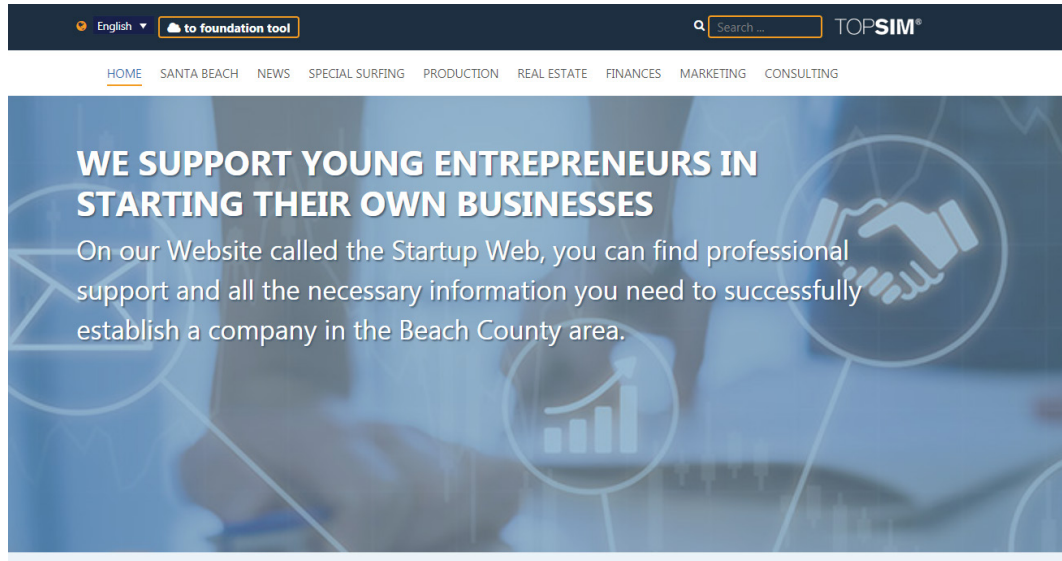 English ▼ to foundation tool Search ... TOPSIM®
HOME SANTA BEACH NEWS SPECIAL SURFING PRODUCTION REAL ESTATE FINANCES MARKETING CONSULTING
WE SUPPORT YOUNG ENTREPRENEURS IN
STARTING THEIR OWN BUSINESSES
On our Website called the Startup Web, you can find professional
support and all the necessary information you need to successfully
establish a company in the Beach County area.